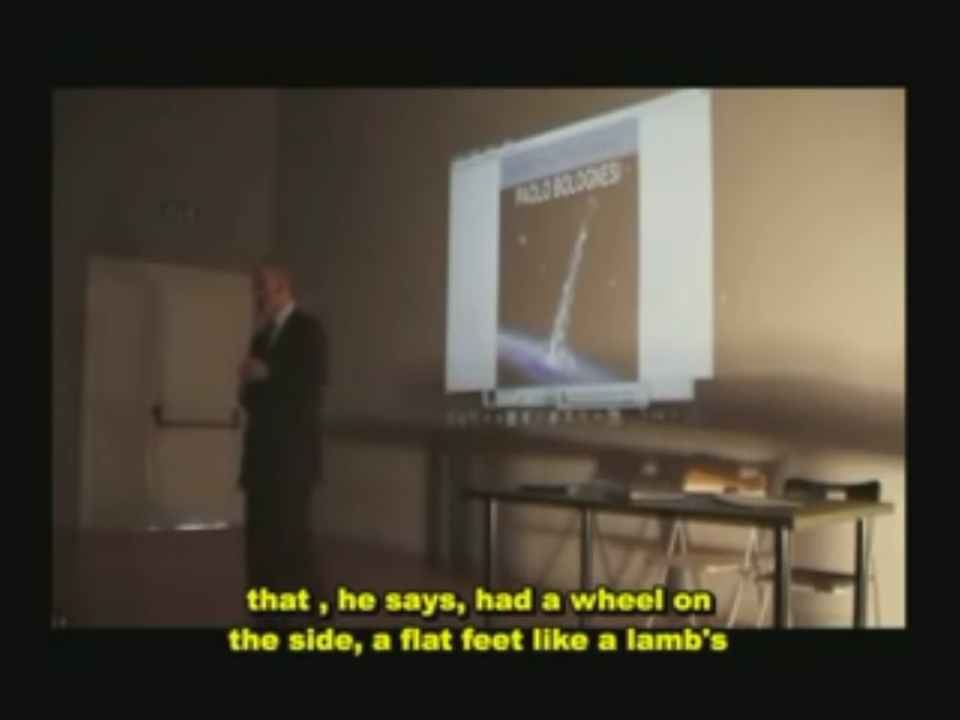 PAOLO BOLOGNESI
that , he says, had a wheel on
the side, a flat feet like a lamb's